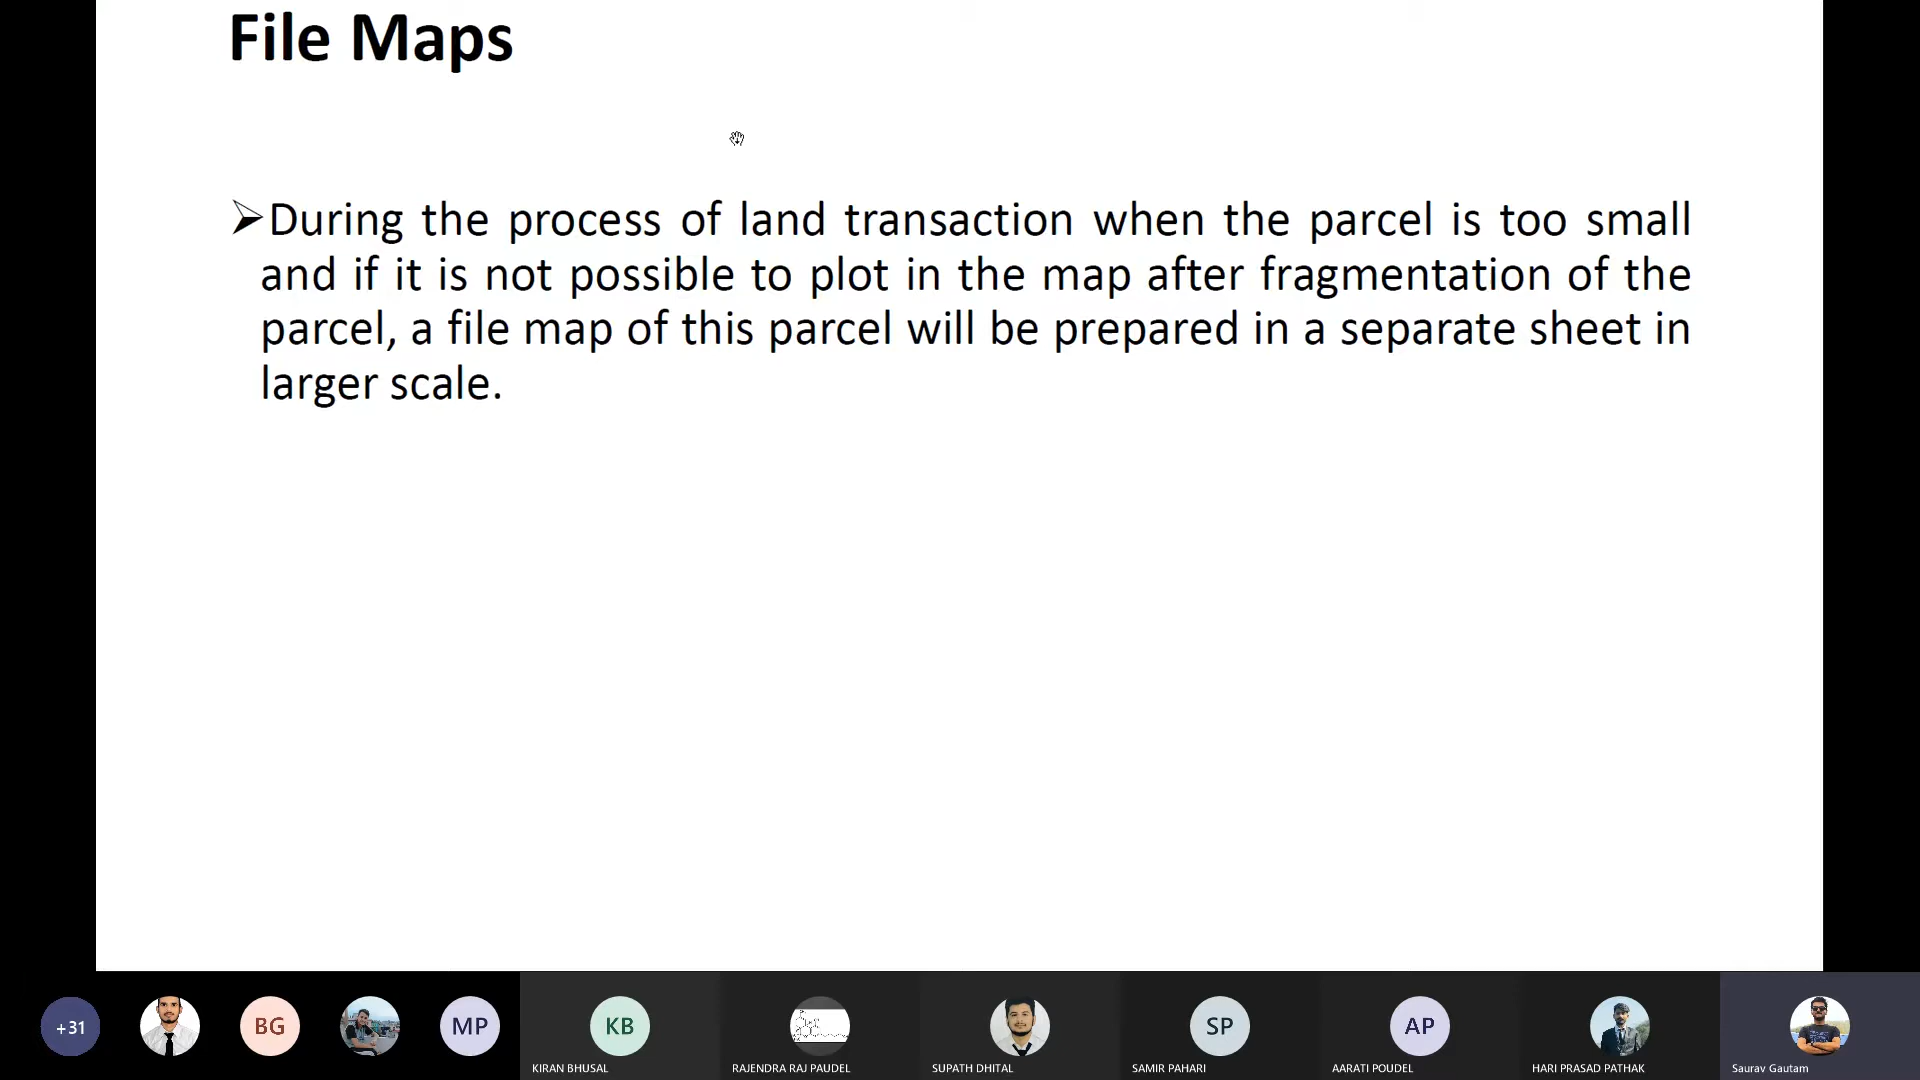 File Maps
➢During the process of land transaction when the parcel is too small
and if it is not possible to plot in the map after fragmentation of the
parcel, a file map of this parcel will be prepared in a separate sheet in
larger scale.
+31
BG
MP
KB
SP
AP
KIRAN BHUSAL
RAJENDRA RAJ PAUDEL
SUPATH DHITAL
SAMIR PAHARI
AARATI POUDEL
HARI PRASAD PATHAK
Saurav Gautam